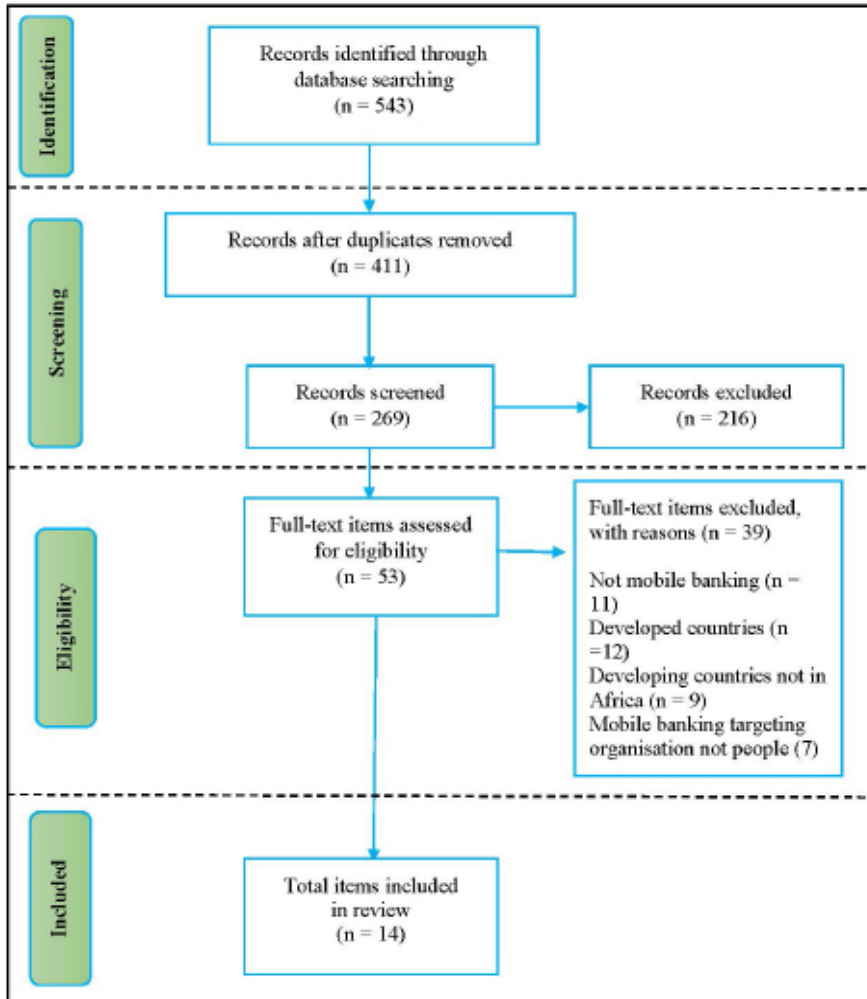 Identification
Records identified through
database searching
(n = 543)
Screening
Records after duplicates removed
(n = 411)
Records screened
(n = 269)
Records excluded
(n = 216)
Eligibility
Full-text items assessed
for eligibility
(n = 53)
Full-text items excluded,
with reasons (n = 39)
Not mobile banking (n =
11)
Developed countries (n
=12)
Developing countries not in
Africa (n = 9)
Mobile banking targeting
organisation not people (7)
Included
Total items included
in review
(n = 14)